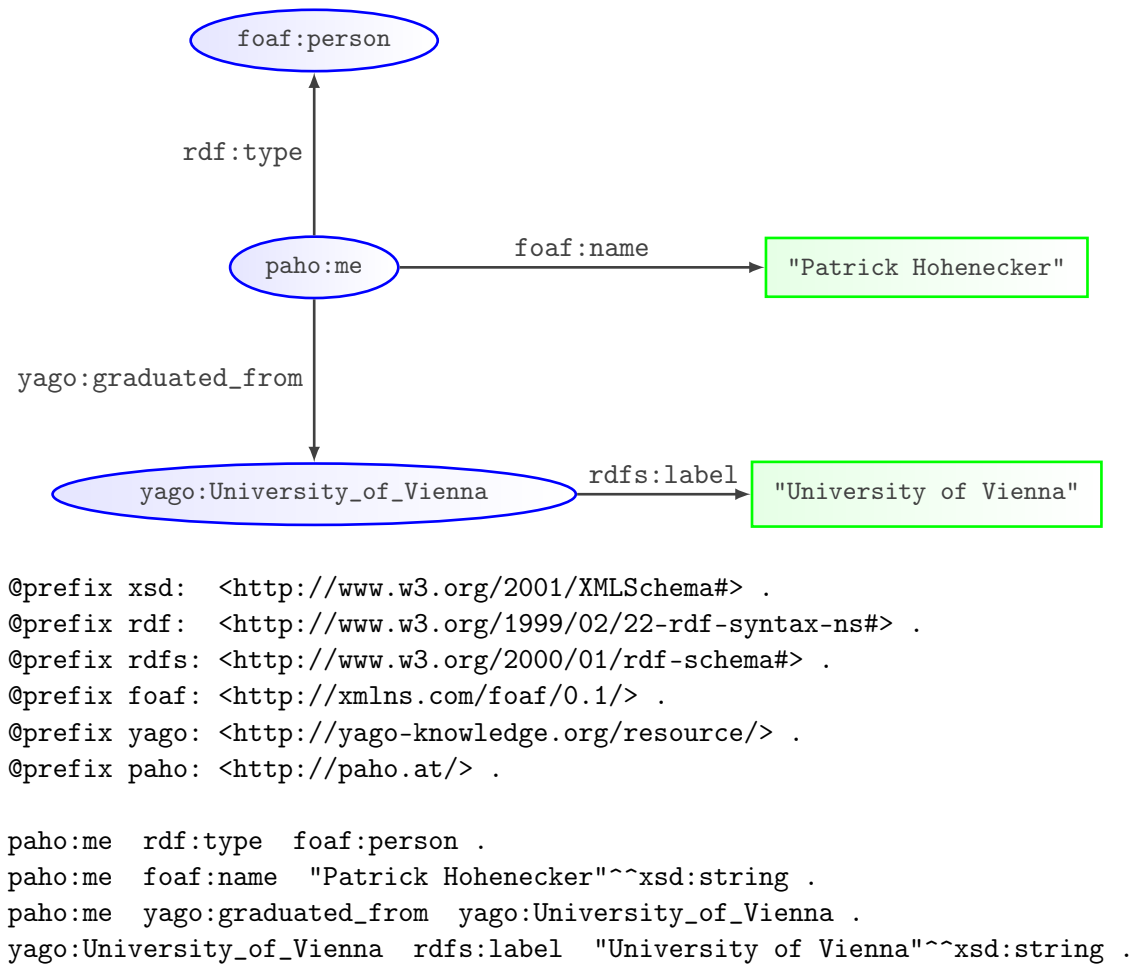 foaf:person
rdf:type
paho:me
foaf:name
"Patrick Hohenecker"
yago:graduated_from
yago:University_of_Vienna
rdfs:label
"University of Vienna"
@prefix xsd:  <http://www.w3.org/2001/XMLSchema#> .
@prefix rdf:  <http://www.w3.org/1999/02/22-rdf-syntax-ns#> .
@prefix rdfs: <http://www.w3.org/2000/01/rdf-schema#> .
@prefix foaf: <http://xmlns.com/foaf/0.1/> .
@prefix yago: <http://yago-knowledge.org/resource/> .
@prefix paho: <http://paho.at/> .
paho:me  rdf:type  foaf:person .
paho:me  foaf:name  "Patrick Hohenecker"^^xsd:string .
paho:me  yago:graduated_from  yago:University_of_Vienna .
yago:University_of_Vienna  rdfs:label  "University of Vienna"^^xsd:string .